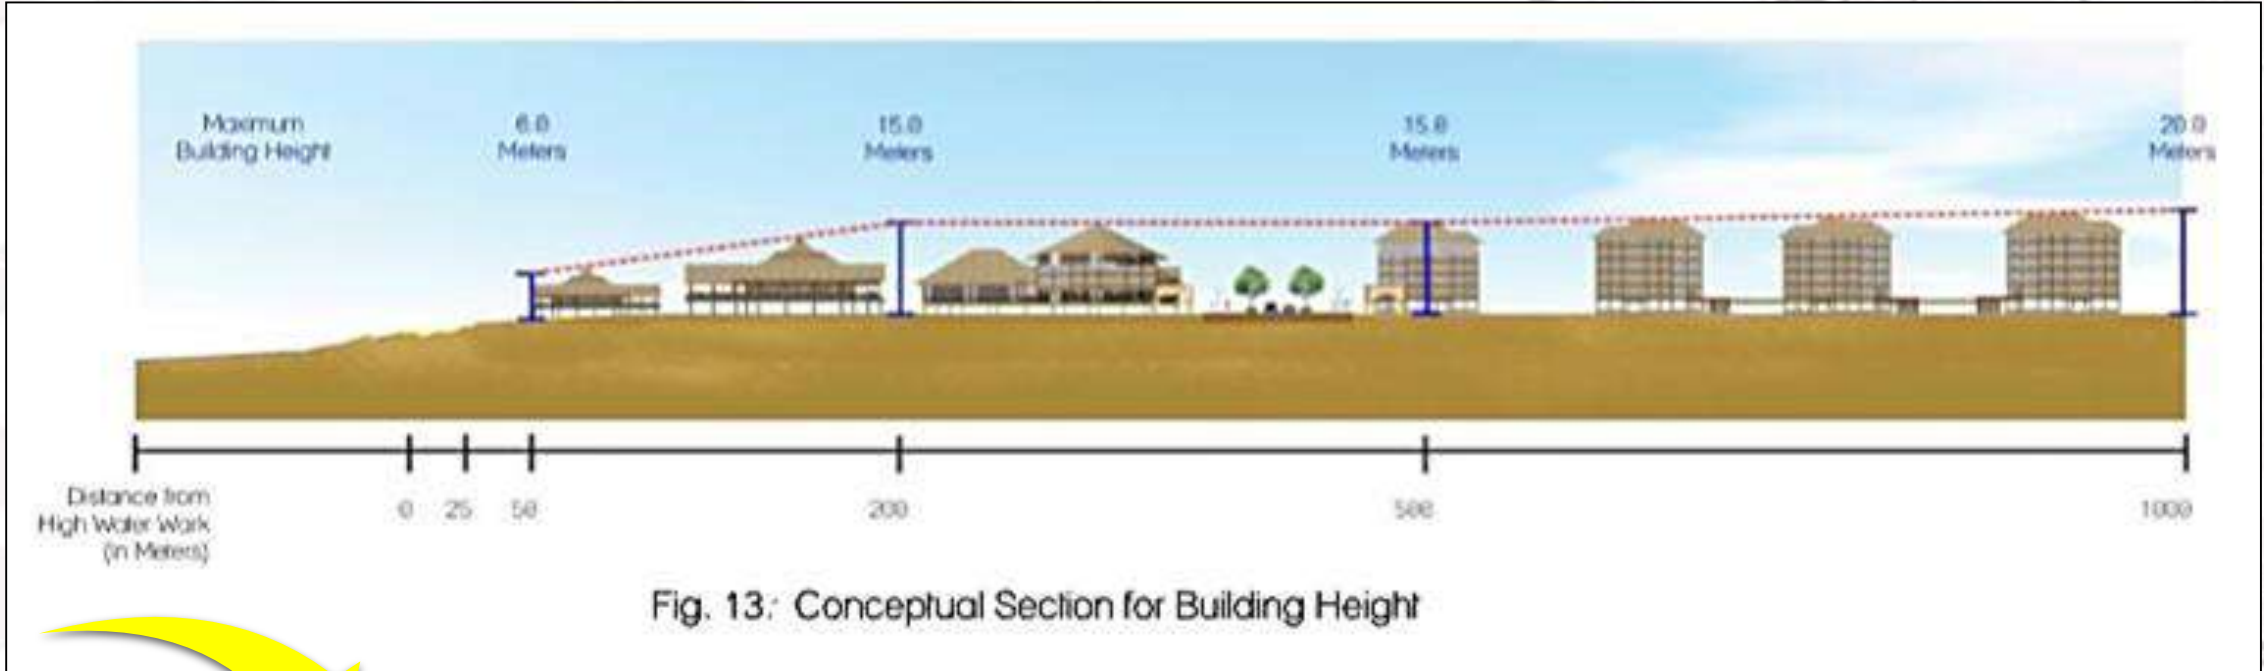 Maximum
Building Height
6.0
Meters
15.0
Meters
15.0
Meters
20.0
Meters
Distance from
High Water Work
(in Meters)
0 25 50 200 500 1000
Fig. 13: Conceptual Section for Building Height